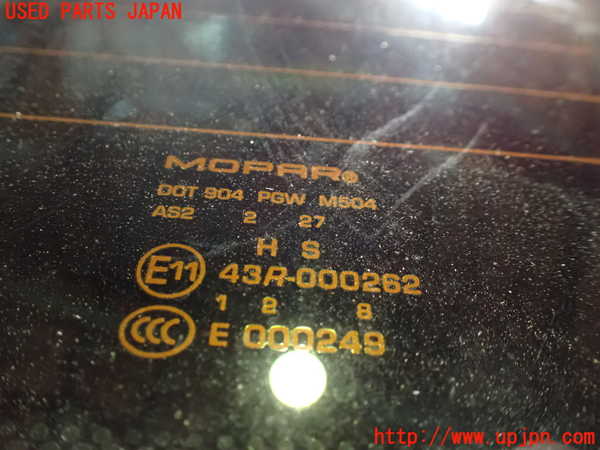 USED PARTS JAPAN
MOPAR®
DOT 904 PGW M504
AS2 2 27
H S
E11 43R-000262
1 2 8
CCC E 000249
http://www.upjpn.com